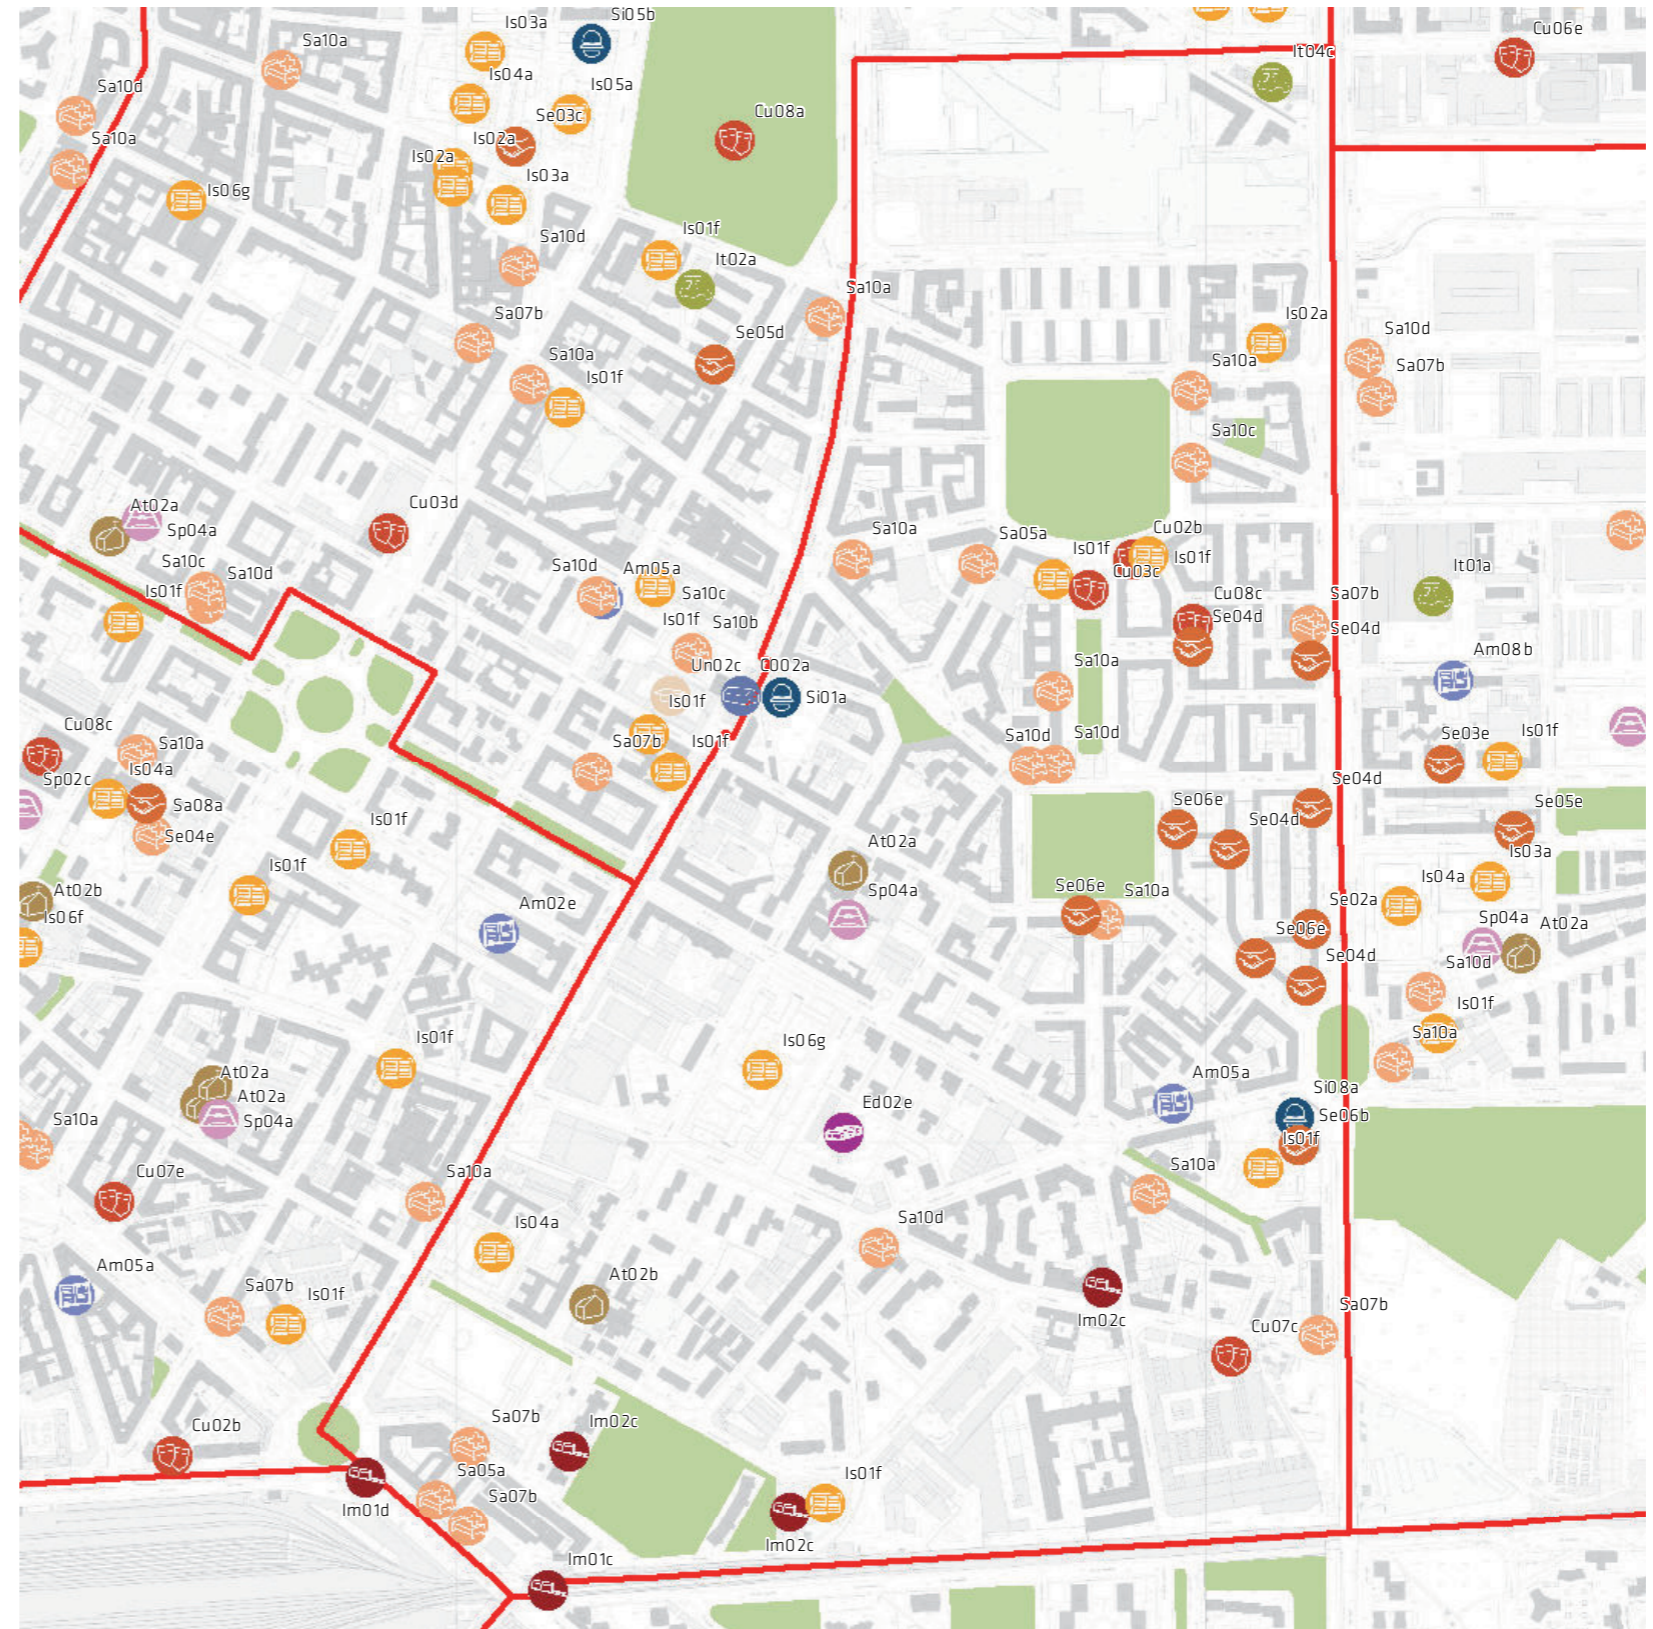 Is03a
Si05b
Cu06e
Sa10a
It04c
Is04a
Is05a
Sa10d
Cu08a
Se03c
Sa10a
Is02a
Is02a
Is03a
Is06g
Is01f
Sa10d
It02a
Sa10a
Sa07b
Is02a
Se05d
Sa10d
Sa10a
Sa10a
Sa07b
Is01f
Sa10c
At02a
Cu03d
Sp04a
Sa10a
Sa05a
Cu02b
Is01f
Is01f
Sa10c
Sa10d
Sa10d
Am05a
Cu03c
It01a
Is01f
Sa10c
Cu08c
Sa07b
Is01f
Sa10b
Se04d
Se04d
Sa10a
Un02c
C002a
Am08b
Is01f
Si01a
Cu08c
Sa10a
Sa07b
Is01f
Sa10d
Sa10d
Se03e
Is01f
Sp02c
Is04a
Se04d
Sa08a
Se06e
Se04d
Se05e
Se04e
Is01f
At02a
Is03a
Is01f
Is04a
At02b
Sp04a
Se06e
Sa10a
Se02a
Is06f
Am02e
Se06e
Sp04a
At02a
Se04d
Sa10d
Is01f
Is01f
Is06g
Sa10a
At02a
Am05a
Si08a
At02a
Ed02e
Se06b
Sa10a
Sp04a
Is01f
Cu07e
Sa10a
Sa10a
Is04a
Sa10d
Am05a
Sa07b
Is01f
At02b
Im02c
Sa07b
Cu07c
Cu02b
Sa07b
Im02c
Sa05a
Is01f
Im01d
Sa07b
Im02c
Im01c